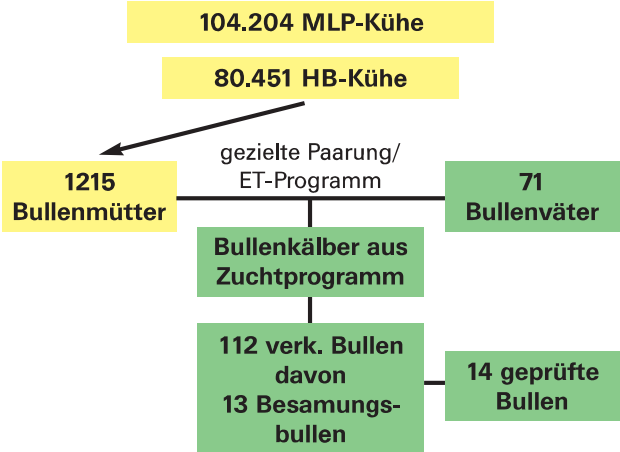 104.204 MLP-Kühe
80.451 HB-Kühe
gezielte Paarung/
ET-Programm
1215
Bullenmütter
71
Bullenväter
Bullenkälber aus
Zuchtprogramm
112 verk. Bullen
davon
13 Besamungs-
bullen
14 geprüfte
Bullen